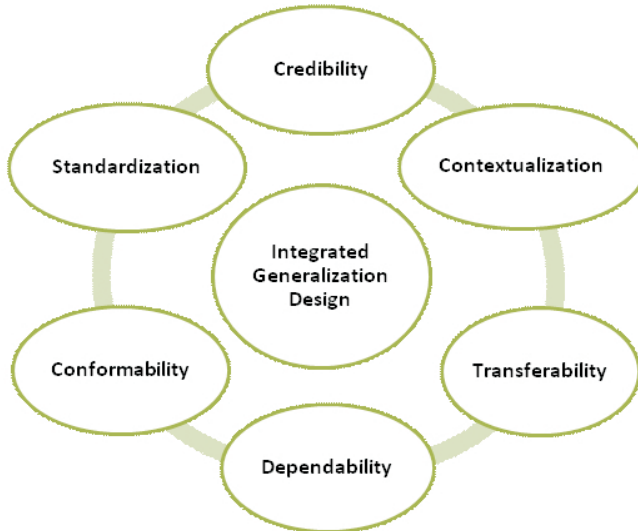 Credibility
Standardization
Contextualization
Integrated
Generalization
Design
Conformability
Transferability
Dependability